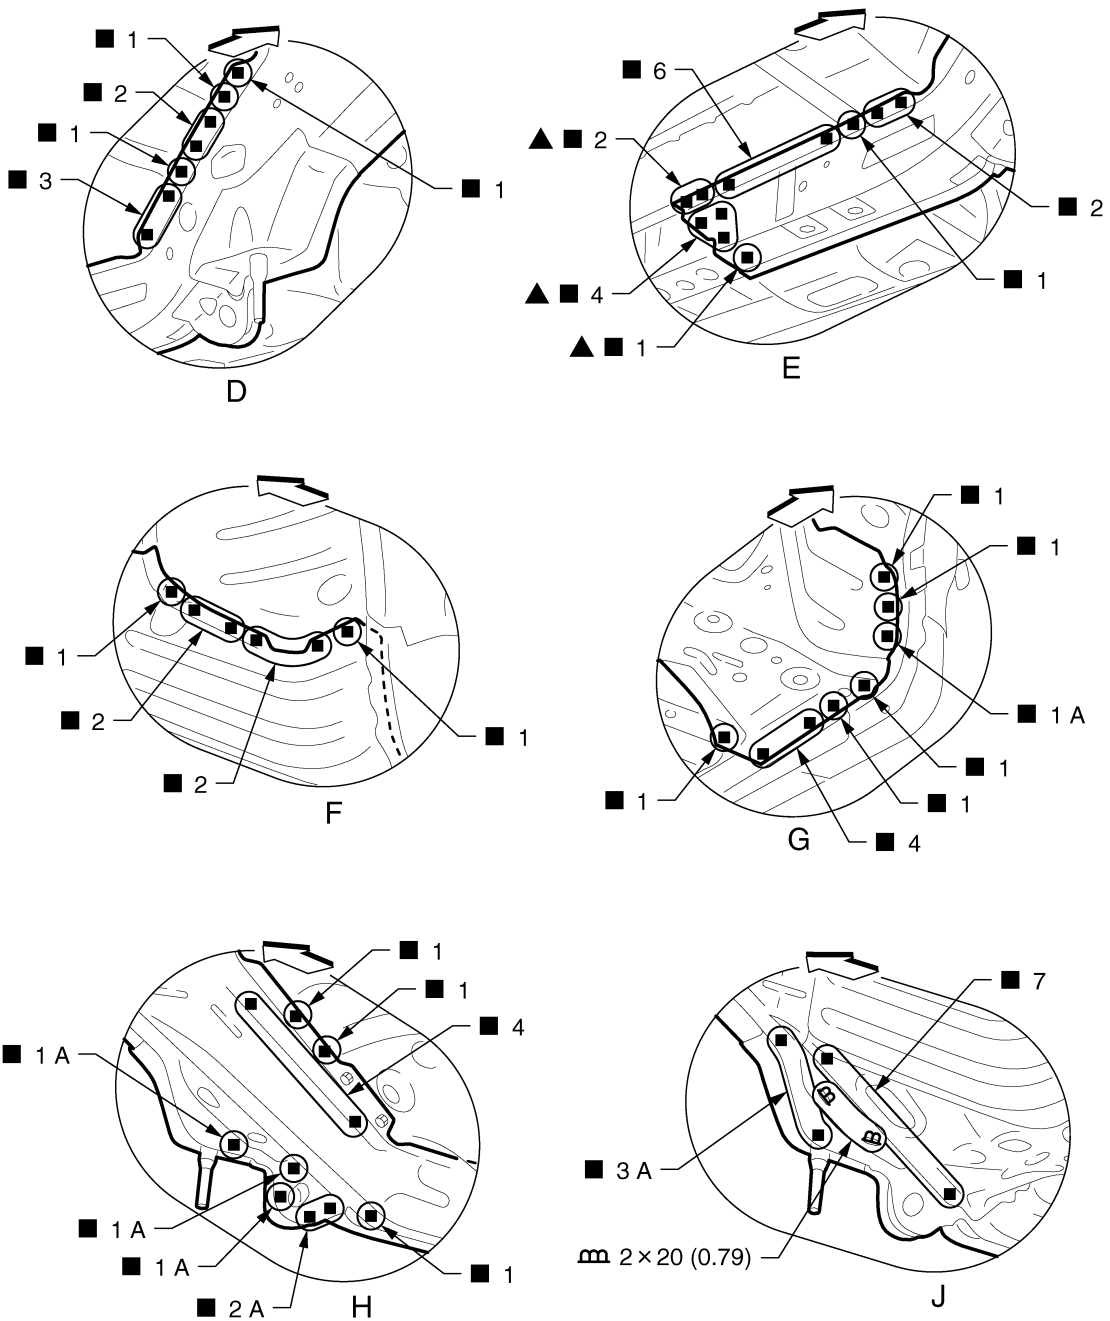 ■ 1
■ 2
■ 1
■ 3
■ 1
D
■ 6
▲ ■ 2
■ 2
■ 1
▲ ■ 4
▲ ■ 1
E
■ 1
■ 2
■ 2
■ 1
F
■ 1
■ 1
■ 1 A
■ 1
■ 1
■ 4
■ 1
G
■ 1
■ 1
■ 4
■ 1 A
■ 1 A
■ 1 A
■ 2 A
■ 1
H
■ 7
■ 3 A
2 × 20 (0.79)
J